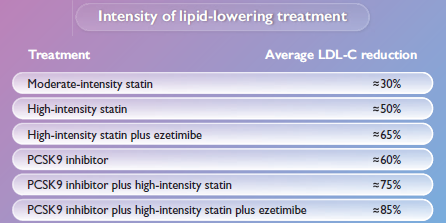 Intensity of lipid-lowering treatment
Treatment Average LDL-C reduction
Moderate-intensity statin ≈30%
High-intensity statin ≈50%
High-intensity statin plus ezetimibe ≈65%
PCSK9 inhibitor ≈60%
PCSK9 inhibitor plus high-intensity statin ≈75%
PCSK9 inhibitor plus high-intensity statin plus ezetimibe ≈85%